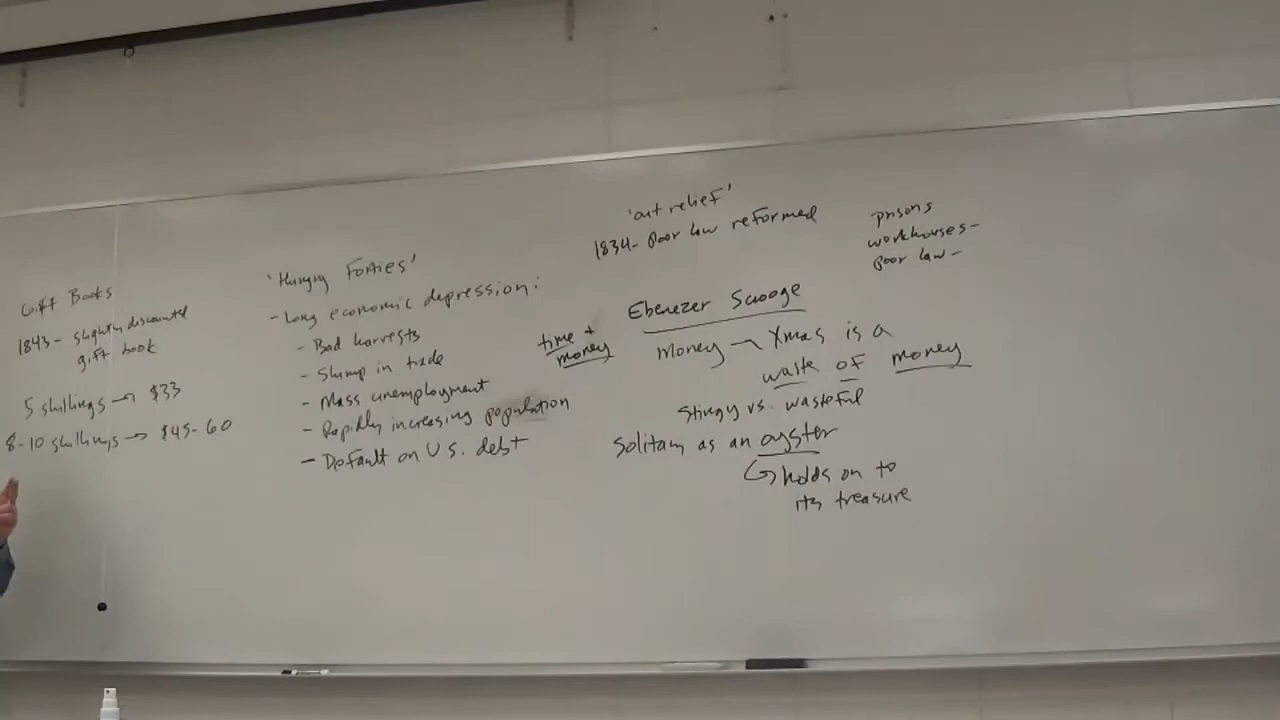 Gift Books
1843 - slightly discounted
gift book
5 shillings → $33
8-10 shillings → $45-60
'Hungry Forties'
- Long economic depression:
- Bad harvests
- Slump in trade
- Mass unemployment
- Rapidly increasing population
- Default on U.S. debt
time +
money
'out relief'
1834 - Poor law reformed
prisons
workhouses -
Poor law -
Ebenezer Scrooge
Money → Xmas is a
waste of money
Stingy vs. wasteful
Solitary as an oyster
↳ holds on to
its treasure